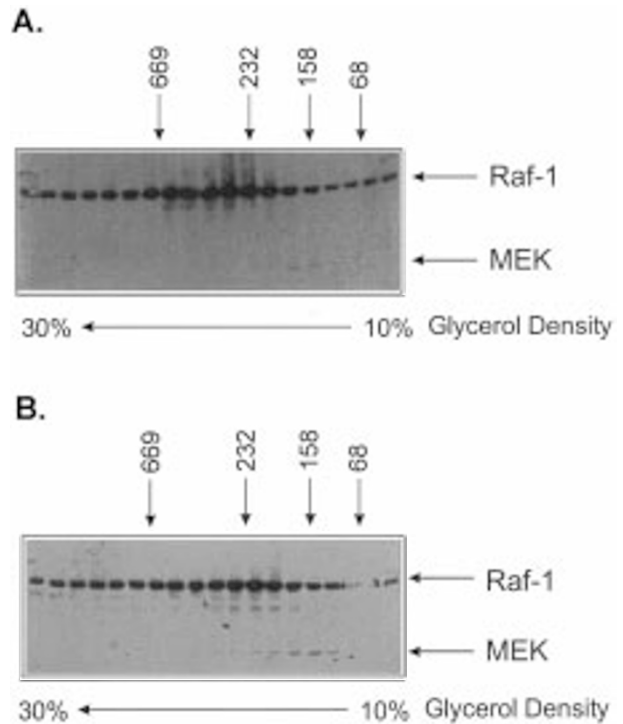 A.
669 232 158 68
Raf-1
MEK
30% 10% Glycerol Density
B.
669 232 158 68
Raf-1
MEK
30% 10% Glycerol Density